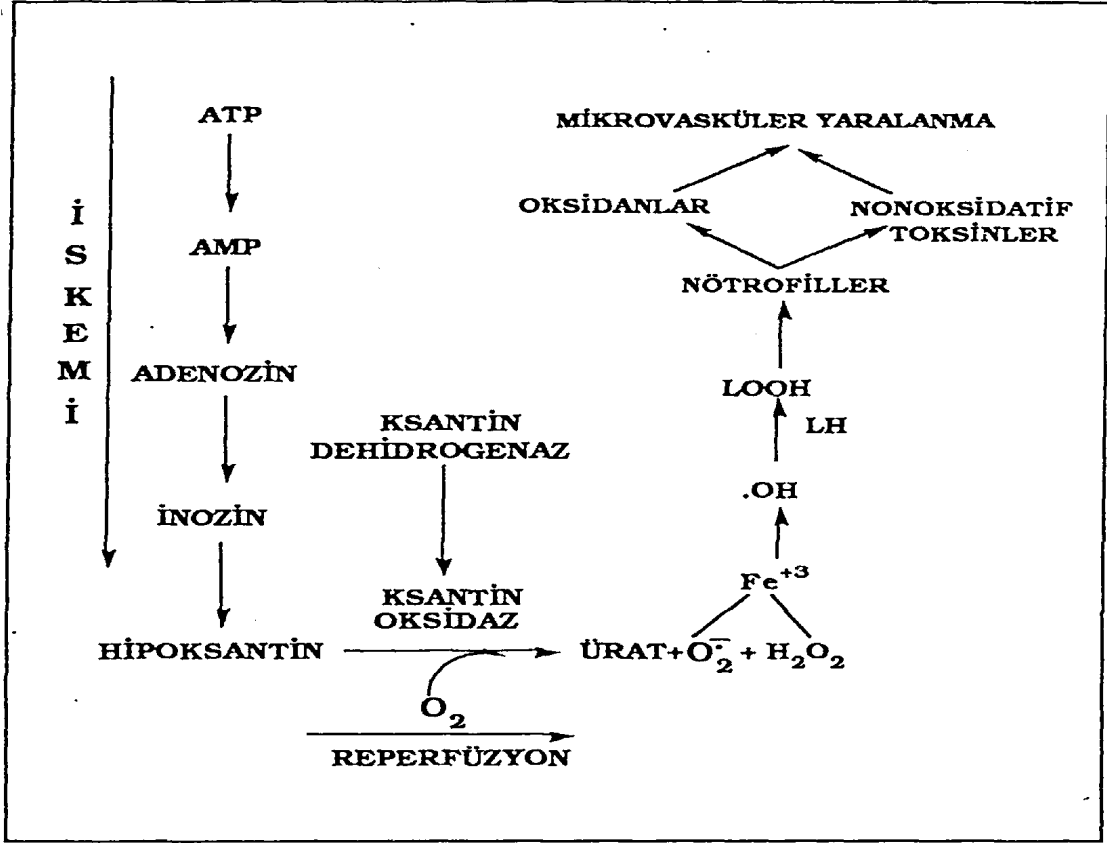 İSKEMİ
ATP
AMP
ADENOZİN
İNOZİN
HİPOKSANTİN
KSANTİN
DEHİDROGENAZ
KSANTİN
OKSİDAZ
O₂
REPERFÜZYON
ÜRAT+O₂∸ + H₂O₂
Fe⁺³
.OH
LH
LOOH
NÖTROFİLLER
OKSİDANLAR
NONOKSİDATİF
TOKSİNLER
MİKROVASKÜLER YARALANMA